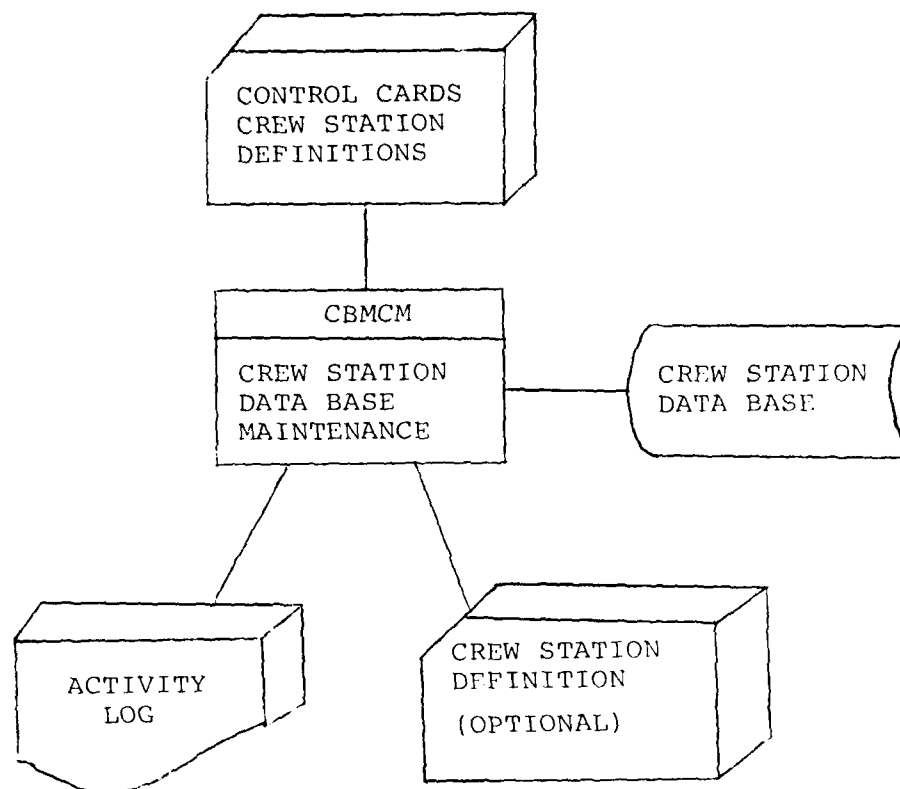 CONTROL CARDS
CREW STATION
DEFINITIONS
CBMCM
CREW STATION
DATA BASE
MAINTENANCE
CREW STATION
DATA BASE
ACTIVITY
LOG
CREW STATION
DEFINITION
(OPTIONAL)